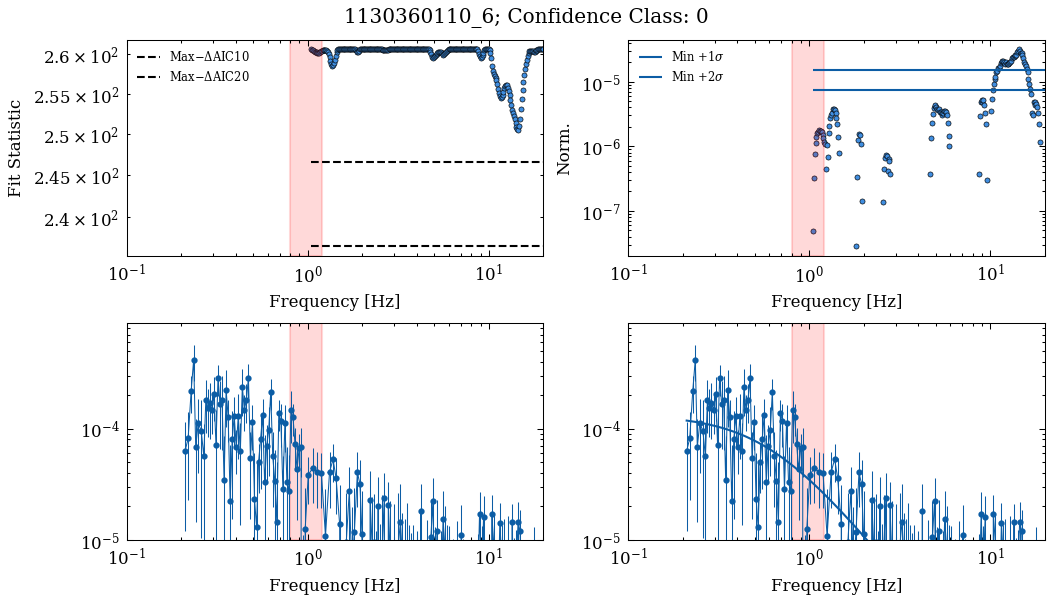 1130360110_6; Confidence Class: 0
Fit Statistic
2.6 × 10²
2.55 × 10²
2.5 × 10²
2.45 × 10²
2.4 × 10²
Max−ΔAIC10
Max−ΔAIC20
10⁻¹ 10⁰ 10¹
Frequency [Hz]
Norm.
10⁻⁵
10⁻⁶
10⁻⁷
Min +1σ
Min +2σ
10⁻¹ 10⁰ 10¹
Frequency [Hz]
10⁻⁴
10⁻⁵
10⁻¹ 10⁰ 10¹
Frequency [Hz]
10⁻⁴
10⁻⁵
10⁻¹ 10⁰ 10¹
Frequency [Hz]